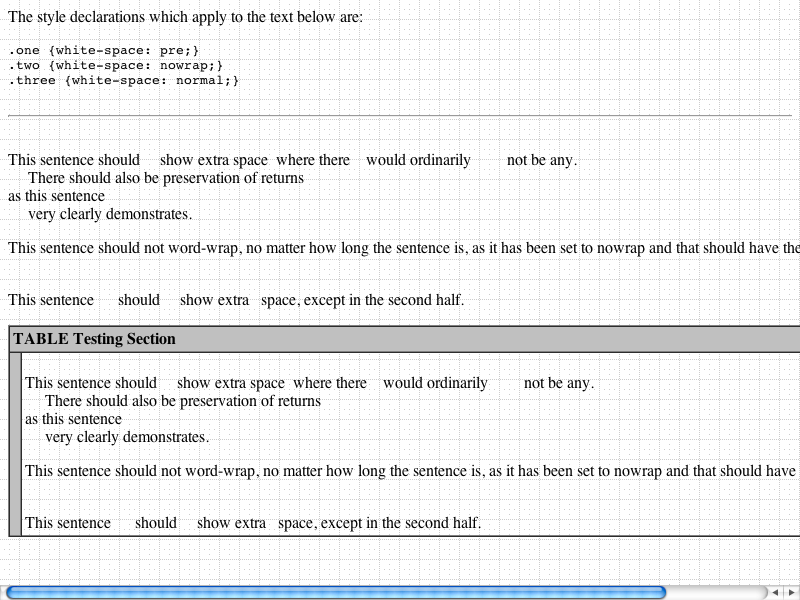 The style declarations which apply to the text below are:
.one {white-space: pre;}
.two {white-space: nowrap;}
.three {white-space: normal;}
This sentence should     show extra space  where there    would ordinarily         not be any.
     There should also be preservation of returns
as this sentence
     very clearly demonstrates.
This sentence should not word-wrap, no matter how long the sentence is, as it has been set to nowrap and that should have the
This sentence      should     show extra   space, except in the second half.
TABLE Testing Section
This sentence should     show extra space  where there    would ordinarily         not be any.
     There should also be preservation of returns
as this sentence
     very clearly demonstrates.
This sentence should not word-wrap, no matter how long the sentence is, as it has been set to nowrap and that should have
This sentence      should     show extra   space, except in the second half.